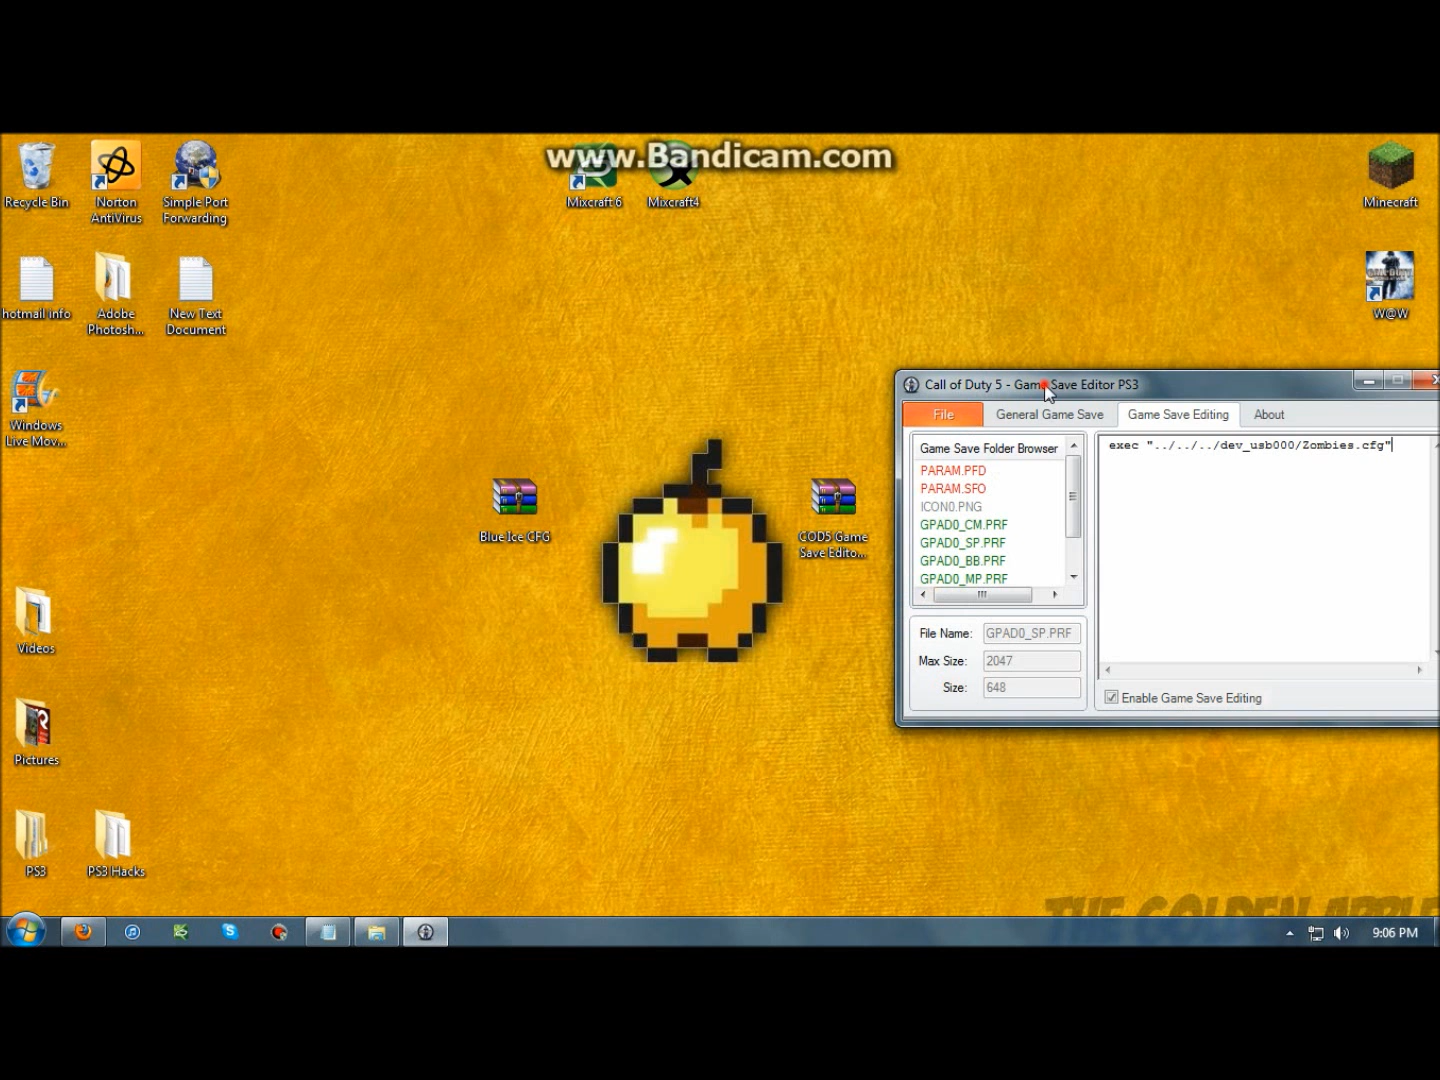 www.Bandicam.com
Recycle Bin
Norton
AntiVirus
Simple Port
Forwarding
Mixcraft 6
Mixcraft4
Minecraft
hotmail info
Adobe
Photosh...
New Text
Document
W@W
Windows
Live Mov...
Call of Duty 5 - Game Save Editor PS3
File
General Game Save
Game Save Editing
About
Game Save Folder Browser
PARAM.PFD
PARAM.SFO
ICON0.PNG
GPAD0_CM.PRF
GPAD0_SP.PRF
GPAD0_BB.PRF
GPAD0_MP.PRF
exec "../../../dev_usb000/Zombies.cfg"
File Name: GPAD0_SP.PRF
Max Size: 2047
Size: 648
Enable Game Save Editing
Blue Ice CFG
COD5 Game
Save Edito...
Videos
Pictures
PS3
PS3 Hacks
THE GOLDEN APPLE
9:06 PM